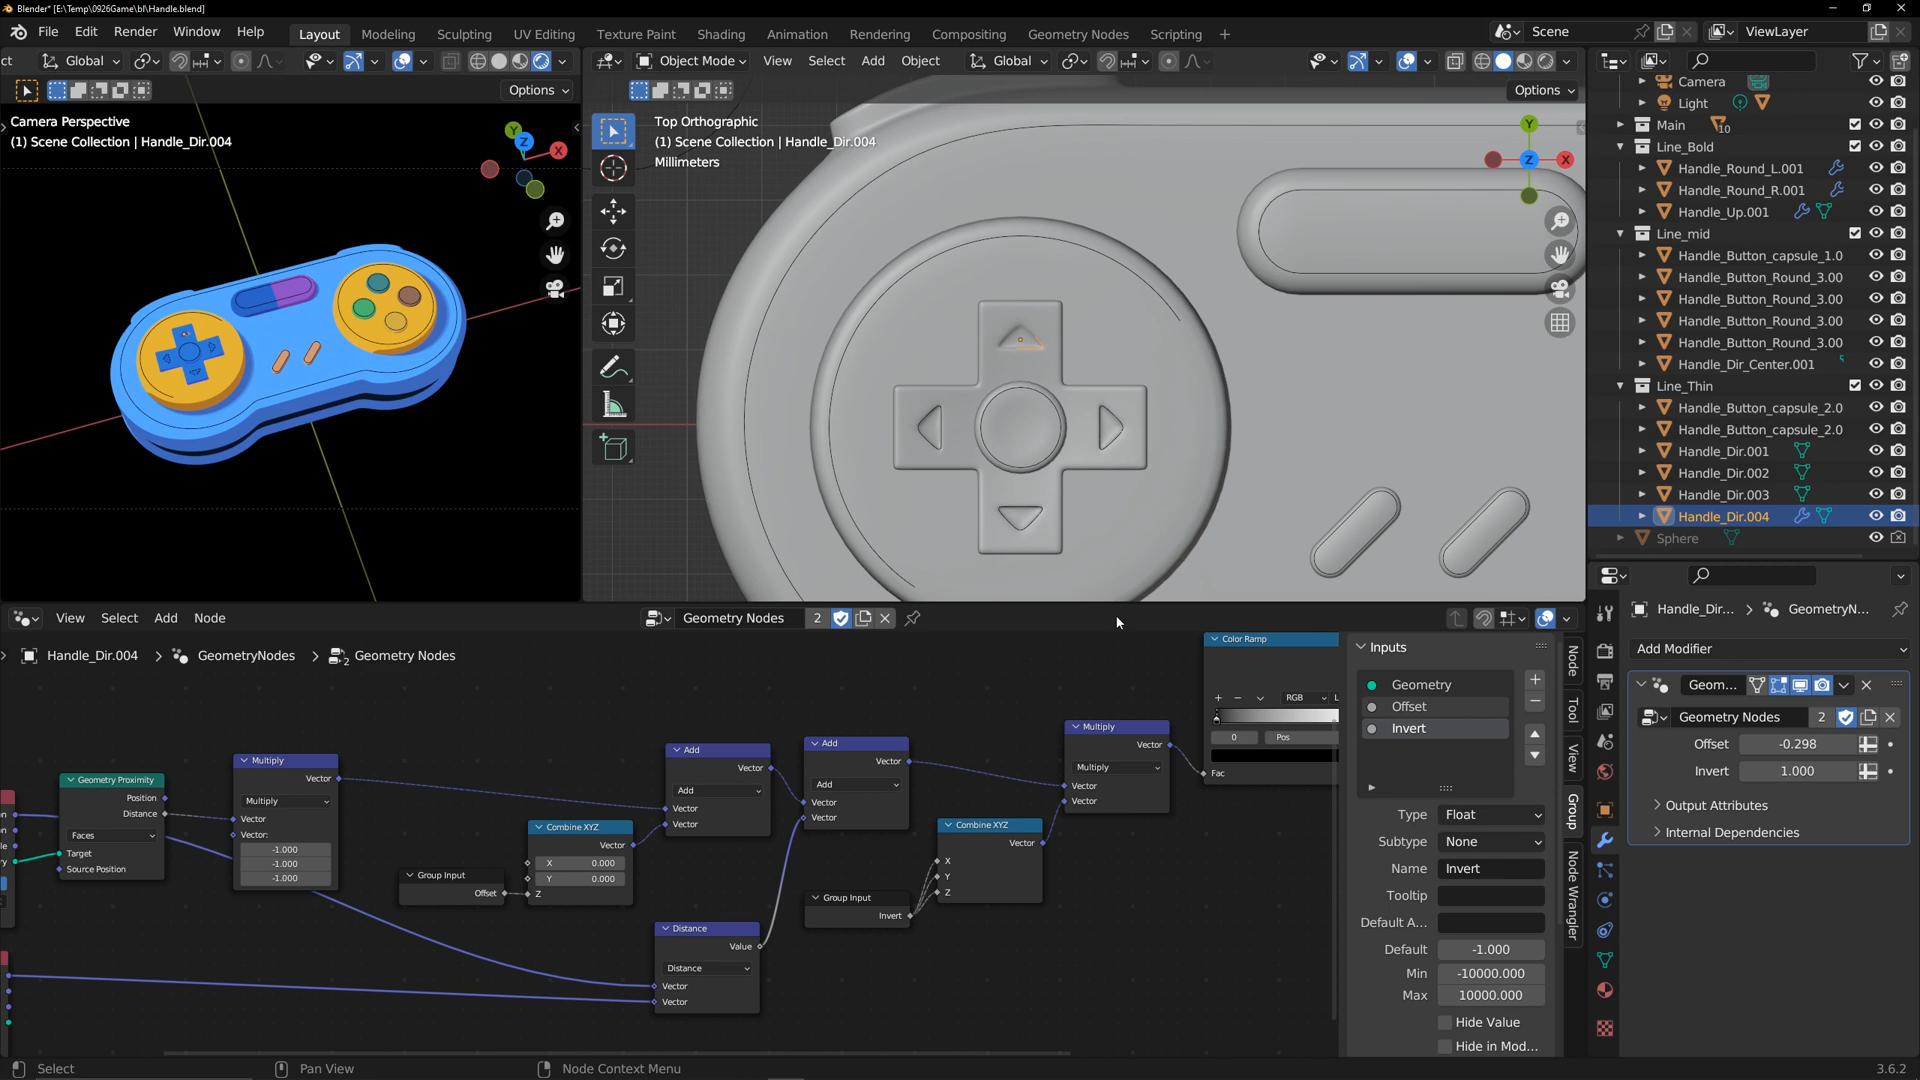 Blender* [E:\Temp\0926Game\bl\Handle.blend]
File Edit Render Window Help
Layout Modeling Sculpting UV Editing Texture Paint Shading Animation Rendering Compositing Geometry Nodes Scripting +
Scene
ViewLayer
ct Global
Object Mode View Select Add Object Global
Options
Options
Camera Perspective
(1) Scene Collection | Handle_Dir.004
Y
Z
X
Top Orthographic
(1) Scene Collection | Handle_Dir.004
Millimeters
Y
Z
X
Camera
Light
Main 10
Line_Bold
Handle_Round_L.001
Handle_Round_R.001
Handle_Up.001
Line_mid
Handle_Button_capsule_1.0
Handle_Button_Round_3.00
Handle_Button_Round_3.00
Handle_Button_Round_3.00
Handle_Button_Round_3.00
Handle_Dir_Center.001
Line_Thin
Handle_Button_capsule_2.0
Handle_Button_capsule_2.0
Handle_Dir.001
Handle_Dir.002
Handle_Dir.003
Handle_Dir.004
Sphere
View Select Add Node
Geometry Nodes 2
Handle_Dir.004 > GeometryNodes > 2 Geometry Nodes
Geometry Proximity
Position
Distance
Faces
Target
Source Position
Multiply
Vector
Multiply
Vector
Vector:
-1.000
-1.000
-1.000
Group Input
Offset
Combine XYZ
Vector
X 0.000
Y 0.000
Z
Add
Vector
Add
Vector
Vector
Distance
Value
Distance
Vector
Vector
Add
Vector
Add
Vector
Vector
Group Input
Invert
Combine XYZ
Vector
X
Y
Z
Multiply
Vector
Multiply
Vector
Vector
Color Ramp
RGB L
0 Pos
Fac
Inputs
Geometry
Offset
Invert
Type Float
Subtype None
Name Invert
Tooltip
Default A...
Default -1.000
Min -10000.000
Max 10000.000
Hide Value
Hide in Mod...
Node
Tool
View
Group
Node Wrangler
Handle_Dir... > GeometryN...
Add Modifier
Geom...
Geometry Nodes 2
Offset -0.298
Invert 1.000
Output Attributes
Internal Dependencies
Select
Pan View
Node Context Menu
3.6.2